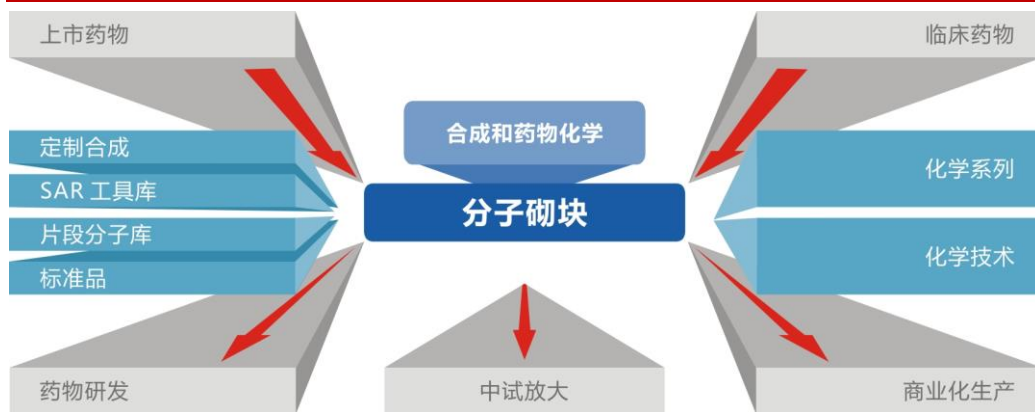 上市药物
临床药物
合成和药物化学
定制合成
SAR 工具库
片段分子库
标准品
分子砌块
化学系列
化学技术
药物研发
中试放大
商业化生产